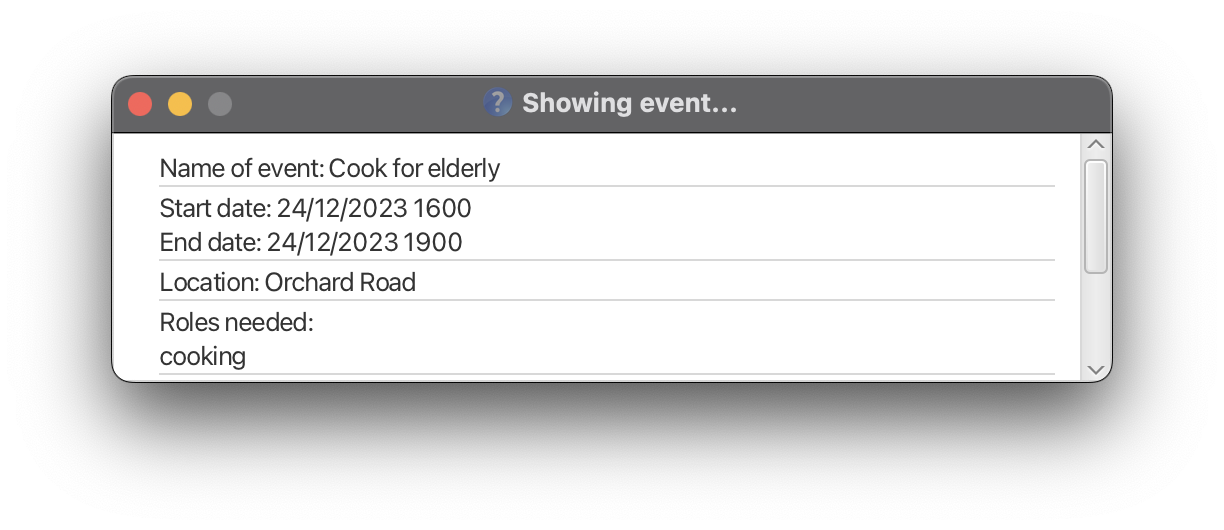 Showing event...
Name of event: Cook for elderly
Start date: 24/12/2023 1600
End date: 24/12/2023 1900
Location: Orchard Road
Roles needed:
cooking